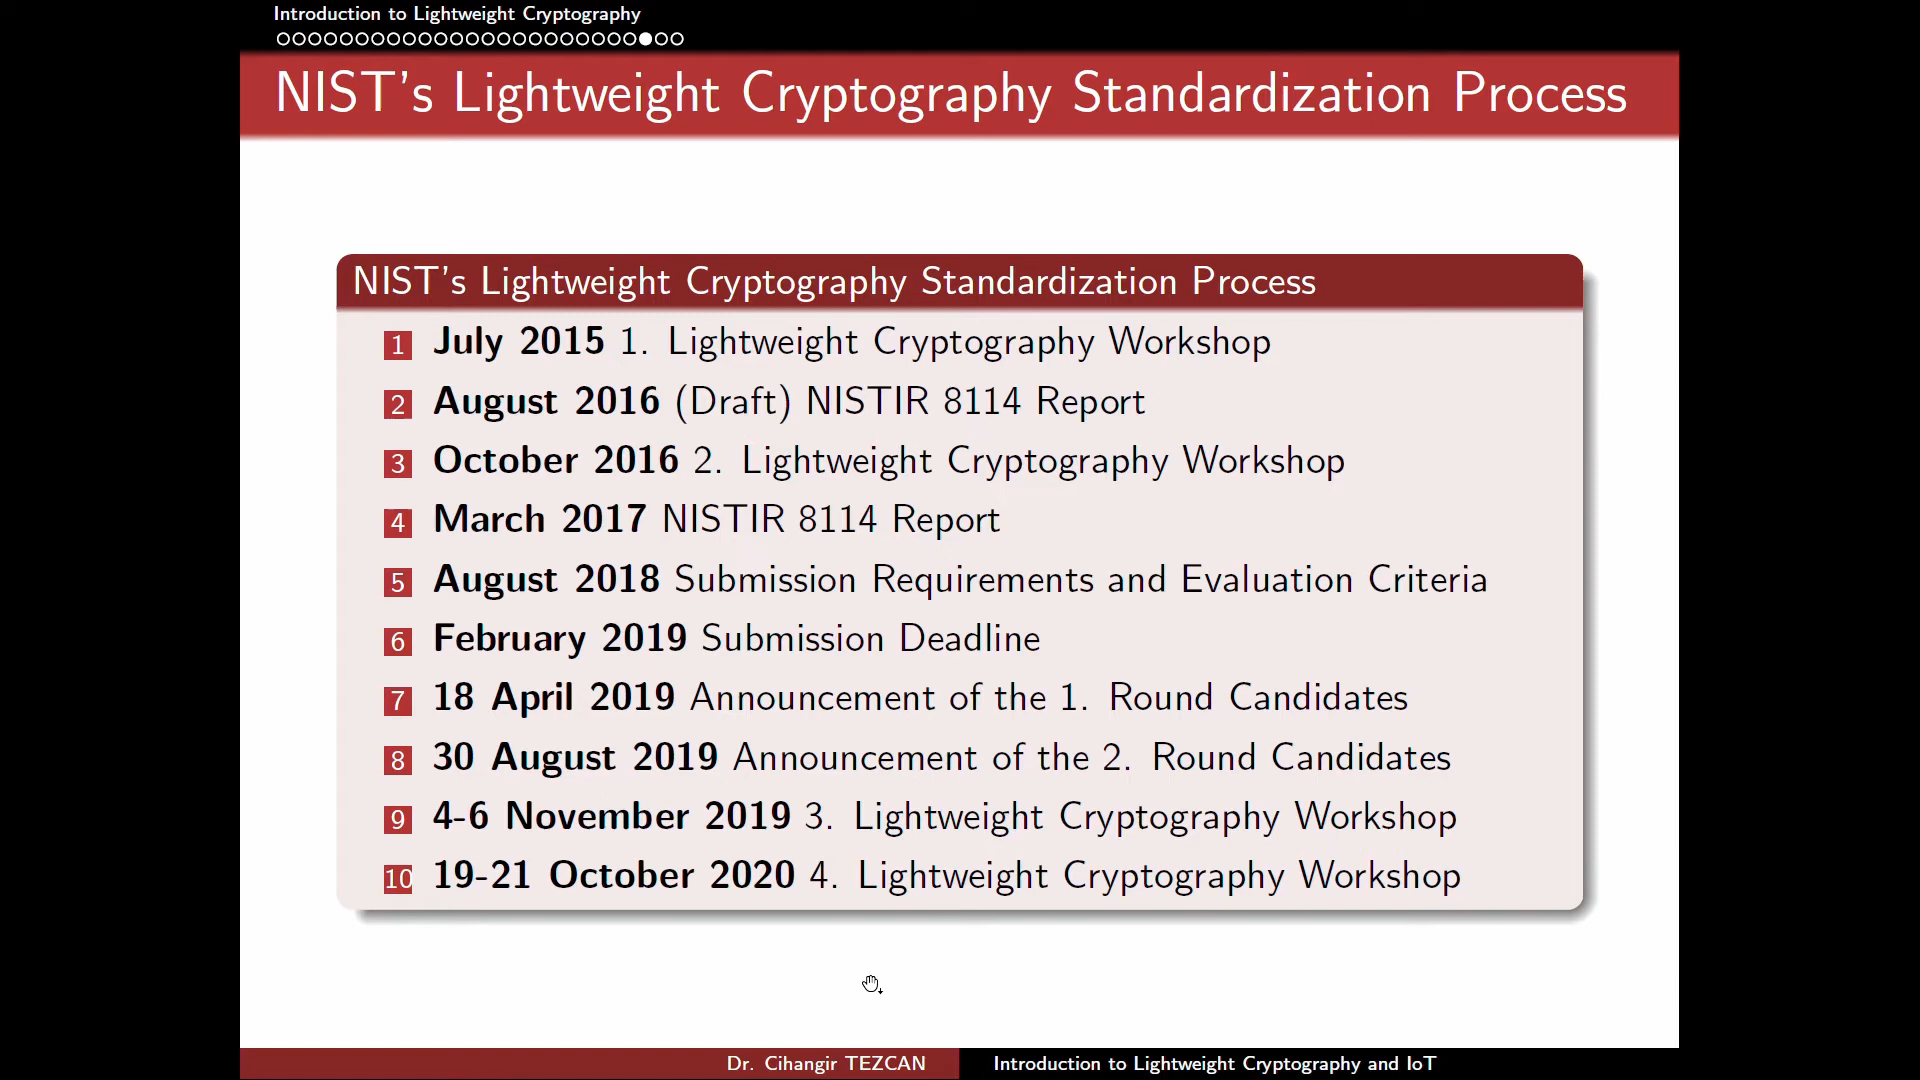 Introduction to Lightweight Cryptography
NIST's Lightweight Cryptography Standardization Process
NIST's Lightweight Cryptography Standardization Process
1 July 2015 1. Lightweight Cryptography Workshop
2 August 2016 (Draft) NISTIR 8114 Report
3 October 2016 2. Lightweight Cryptography Workshop
4 March 2017 NISTIR 8114 Report
5 August 2018 Submission Requirements and Evaluation Criteria
6 February 2019 Submission Deadline
7 18 April 2019 Announcement of the 1. Round Candidates
8 30 August 2019 Announcement of the 2. Round Candidates
9 4-6 November 2019 3. Lightweight Cryptography Workshop
10 19-21 October 2020 4. Lightweight Cryptography Workshop
Dr. Cihangir TEZCAN Introduction to Lightweight Cryptography and IoT